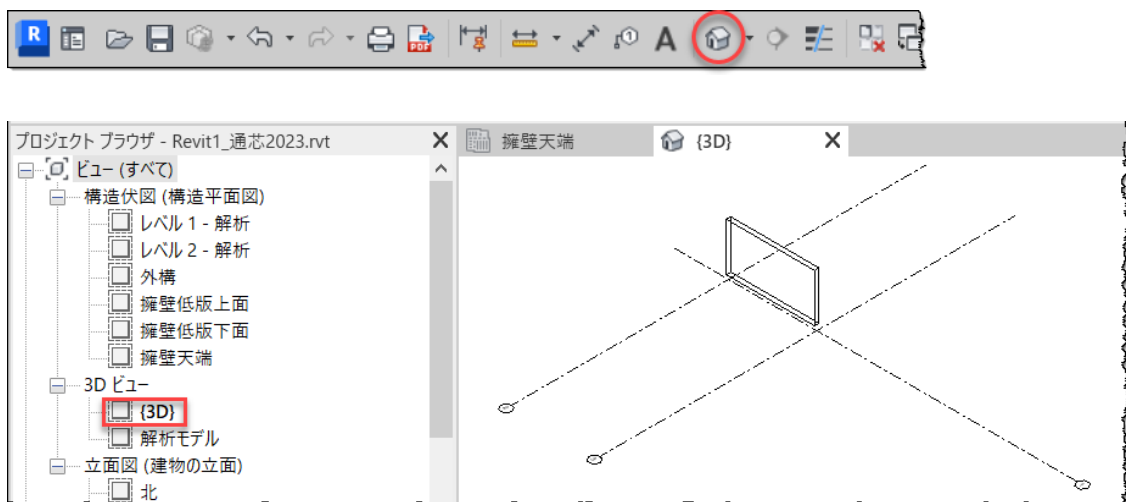 R
PDF
1
A
プロジェクト ブラウザ - Revit1_通芯2023.rvt
擁壁天端
{3D}
ビュー (すべて)
構造伏図 (構造平面図)
レベル 1 - 解析
レベル 2 - 解析
外構
擁壁低版上面
擁壁低版下面
擁壁天端
3D ビュー
{3D}
解析モデル
立面図 (建物の立面)
北